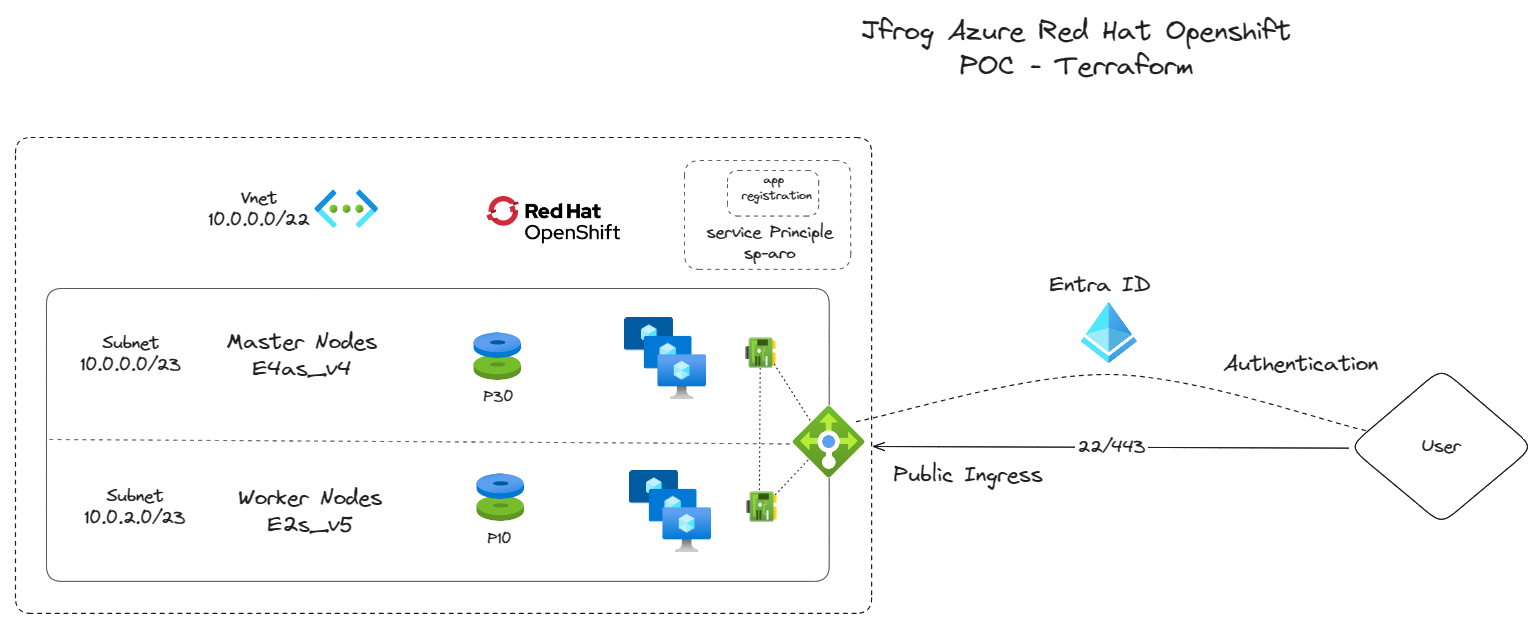 Jfrog Azure Red Hat Openshift
POC - Terraform
Vnet
10.0.0.0/22
Red Hat
OpenShift
app
registration
service Principle
sp-aro
Entra ID
Subnet
10.0.0.0/23
Master Nodes
E4as_v4
P30
Authentication
22/443
User
Public Ingress
Subnet
10.0.2.0/23
Worker Nodes
E2s_v5
P10